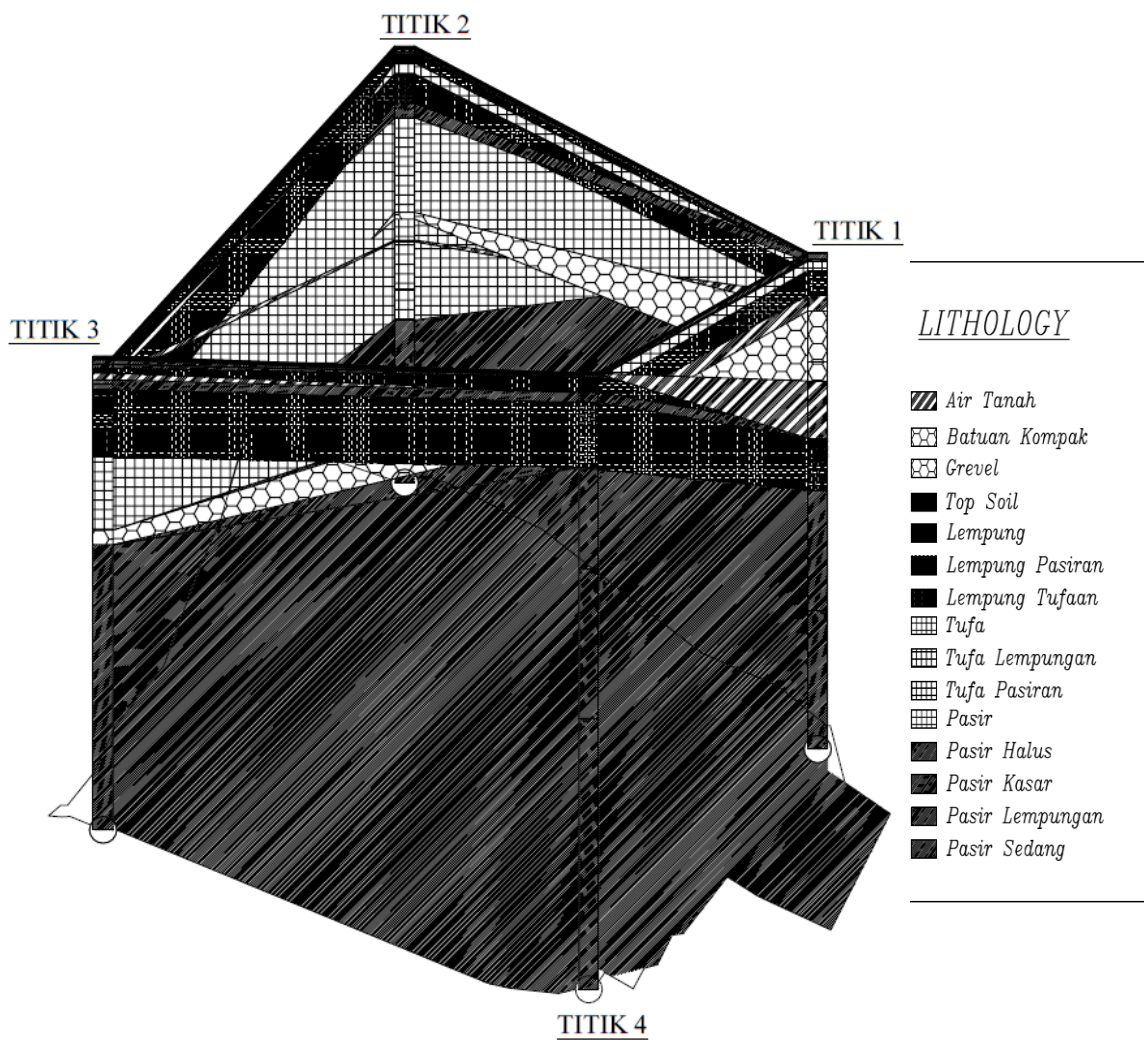 TITIK 2
TITIK 1
TITIK 3
LITHOLOGY
Air Tanah
Batuan Kompak
Grevel
Top Soil
Lempung
Lempung Pasiran
Lempung Tufaan
Tufa
Tufa Lempungan
Tufa Pasiran
Pasir
Pasir Halus
Pasir Kasar
Pasir Lempungan
Pasir Sedang
TITIK 4